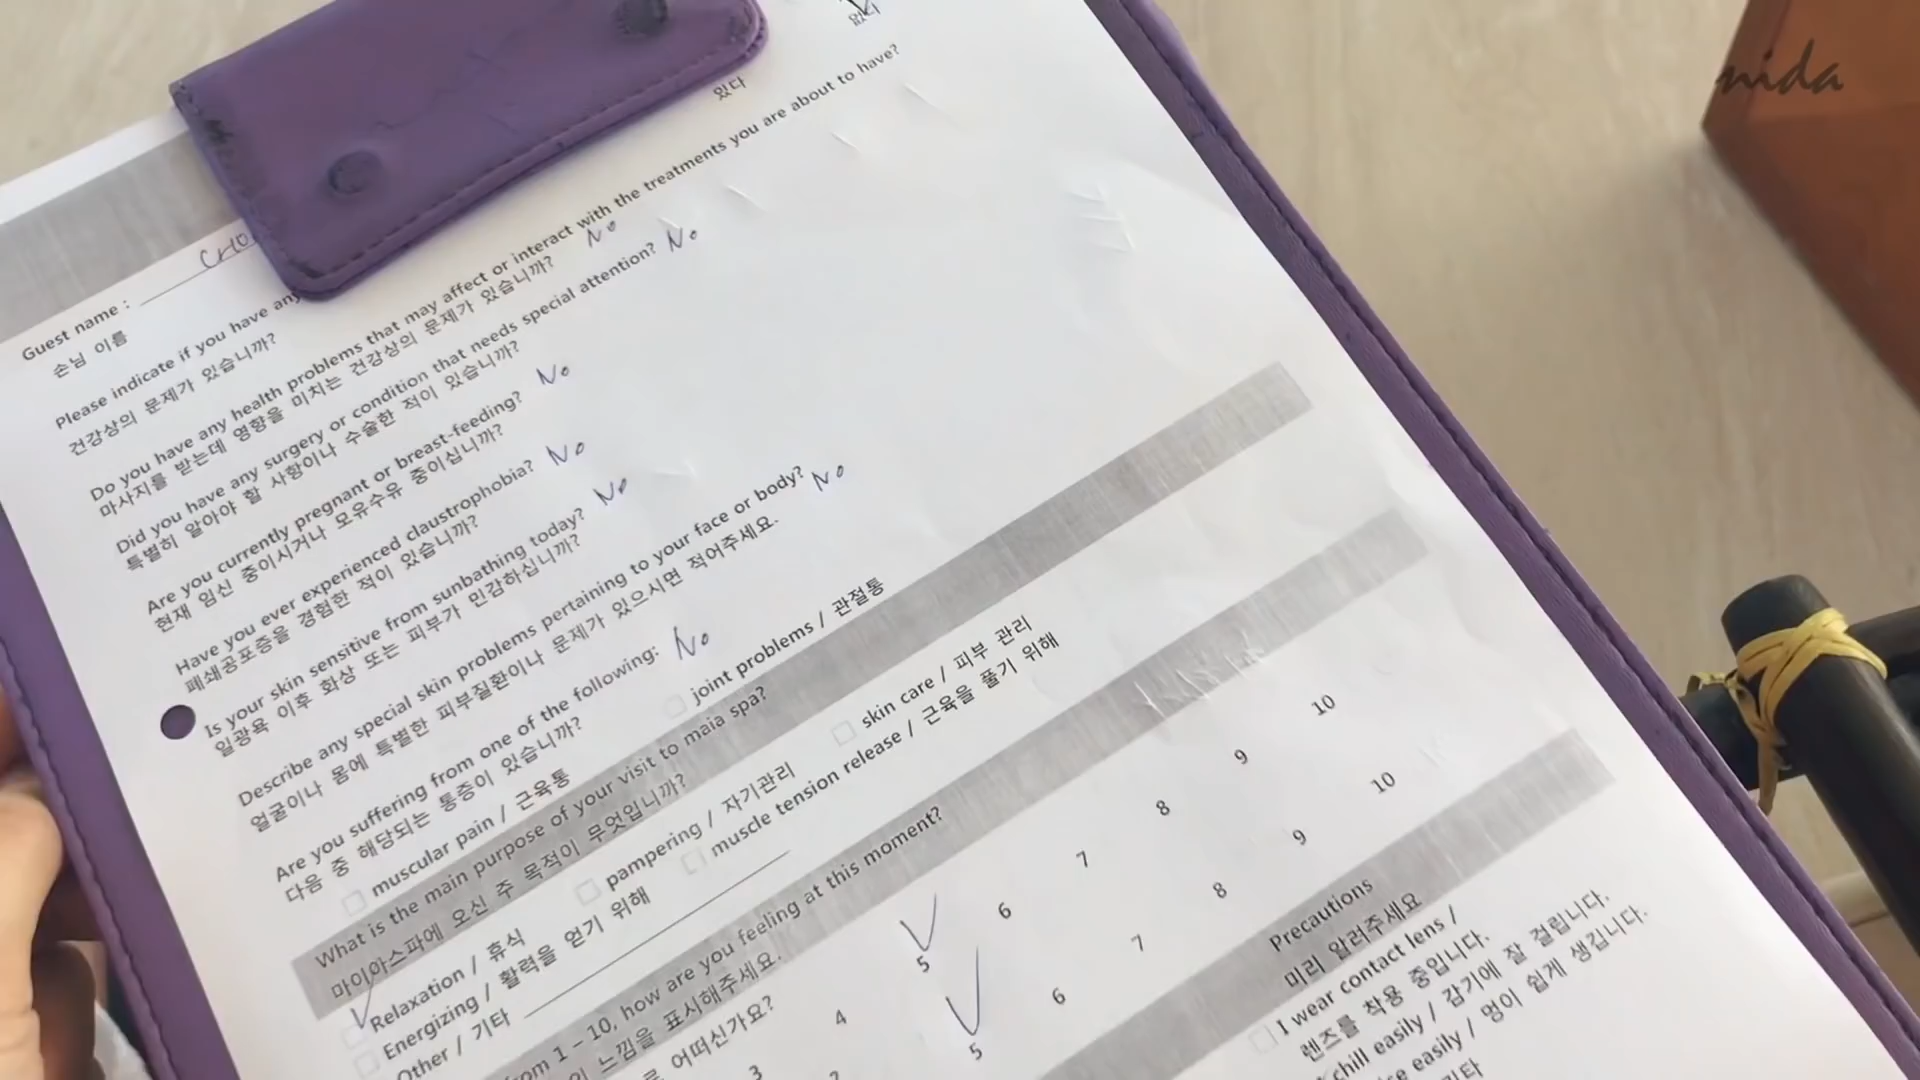 nida
없다
있다
Guest name : CHO
손님 이름
Please indicate if you have any
건강상의 문제가 있습니까?
Do you have any health problems that may affect or interact with the treatments you are about to have? No
마사지를 받는데 영향을 미치는 건강상의 문제가 있습니까?
Did you have any surgery or condition that needs special attention? No
특별히 알아야 할 사항이나 수술한 적이 있습니까?
Are you currently pregnant or breast-feeding? No
현재 임신 중이시거나 모유수유 중이십니까?
Have you ever experienced claustrophobia? No
폐쇄공포증을 경험한 적이 있습니까?
Is your skin sensitive from sunbathing today? No
일광욕 이후 화상 또는 피부가 민감하십니까?
Describe any special skin problems pertaining to your face or body? No
얼굴이나 몸에 특별한 피부질환이나 문제가 있으시면 적어주세요.
Are you suffering from one of the following: No
다음 중 해당되는 통증이 있습니까?
muscular pain / 근육통 joint problems / 관절통
What is the main purpose of your visit to maia spa?
마이아스파에 오신 주 목적이 무엇입니까?
Relaxation / 휴식 pampering / 자기관리 skin care / 피부 관리
Energizing / 활력을 얻기 위해 muscle tension release / 근육을 풀기 위해
Other / 기타
from 1 – 10, how are you feeling at this moment?
느낌을 표시해주세요.
어떠신가요?
3 4 5 6 7 8 9 10
5 6 7 8 9 10
Precautions
미리 알려주세요
I wear contact lens /
렌즈를 착용 중입니다.
chill easily / 감기에 잘 걸립니다.
easily / 멍이 쉽게 생깁니다.
기타